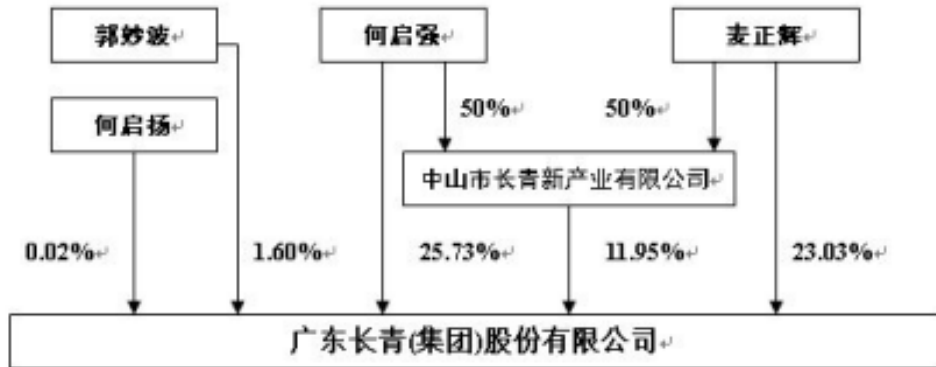 郭妙波
何启强
麦正辉
50%
50%
何启扬
中山市长青新产业有限公司
0.02%
1.60%
25.73%
11.95%
23.03%
广东长青(集团)股份有限公司